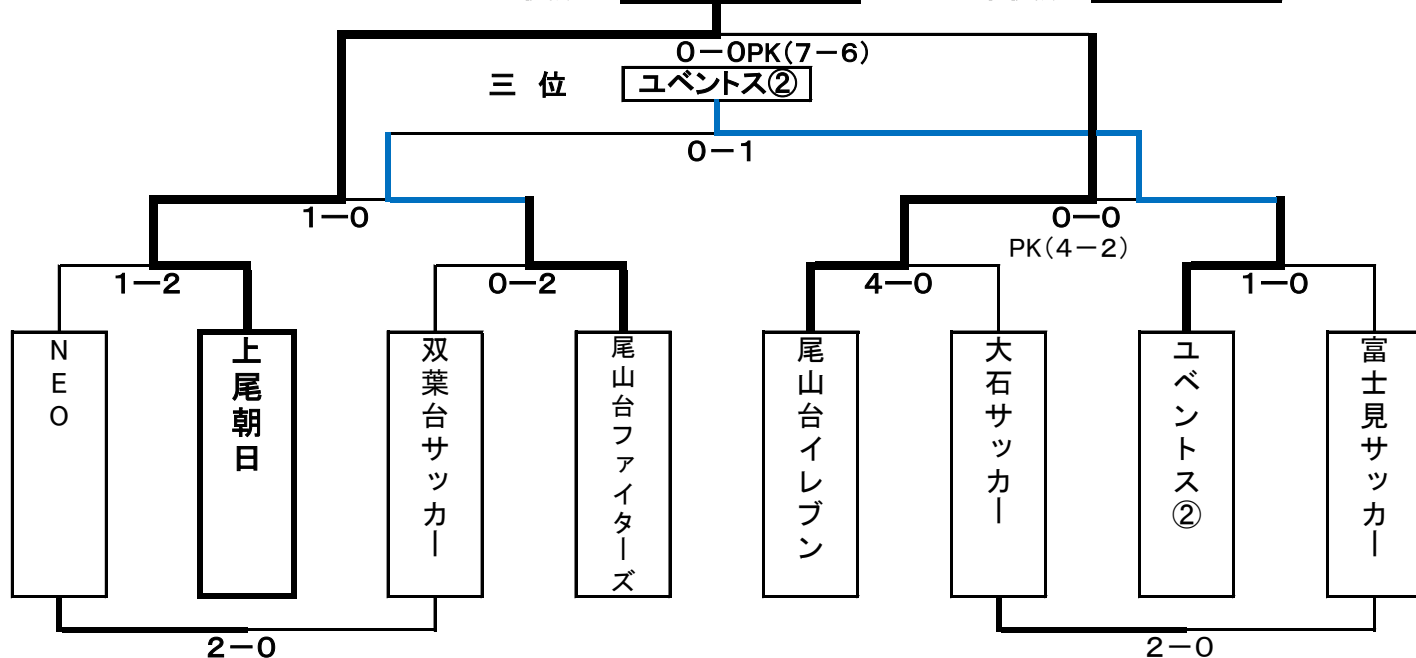 0－0PK(7－6)
三 位
ユベントス②
0－1
1－0
0－0
PK(4－2)
1－2
0－2
4－0
1－0
NEO
上尾朝日
双葉台サッカー
尾山台ファイターズ
尾山台イレブン
大石サッカー
ユベントス②
富士見サッカー
2－0
2－0